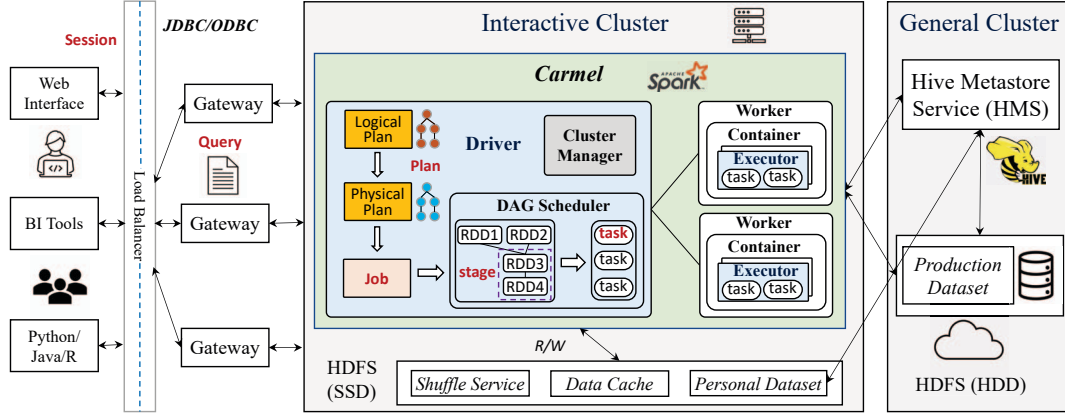 Session
JDBC/ODBC
Web
Interface
BI Tools
Python/
Java/R
Load Balancer
Gateway
Query
Gateway
Gateway
Interactive Cluster
Carmel
APACHE
Spark
Logical
Plan
Plan
Physical
Plan
Job
Driver
Cluster
Manager
DAG Scheduler
RDD1
RDD2
stage
RDD3
RDD4
task
task
task
Worker
Container
Executor
task
task
Worker
Container
Executor
task
task
R/W
HDFS
(SSD)
Shuffle Service
Data Cache
Personal Dataset
General Cluster
Hive Metastore
Service (HMS)
HIVE
Production
Dataset
HDFS (HDD)